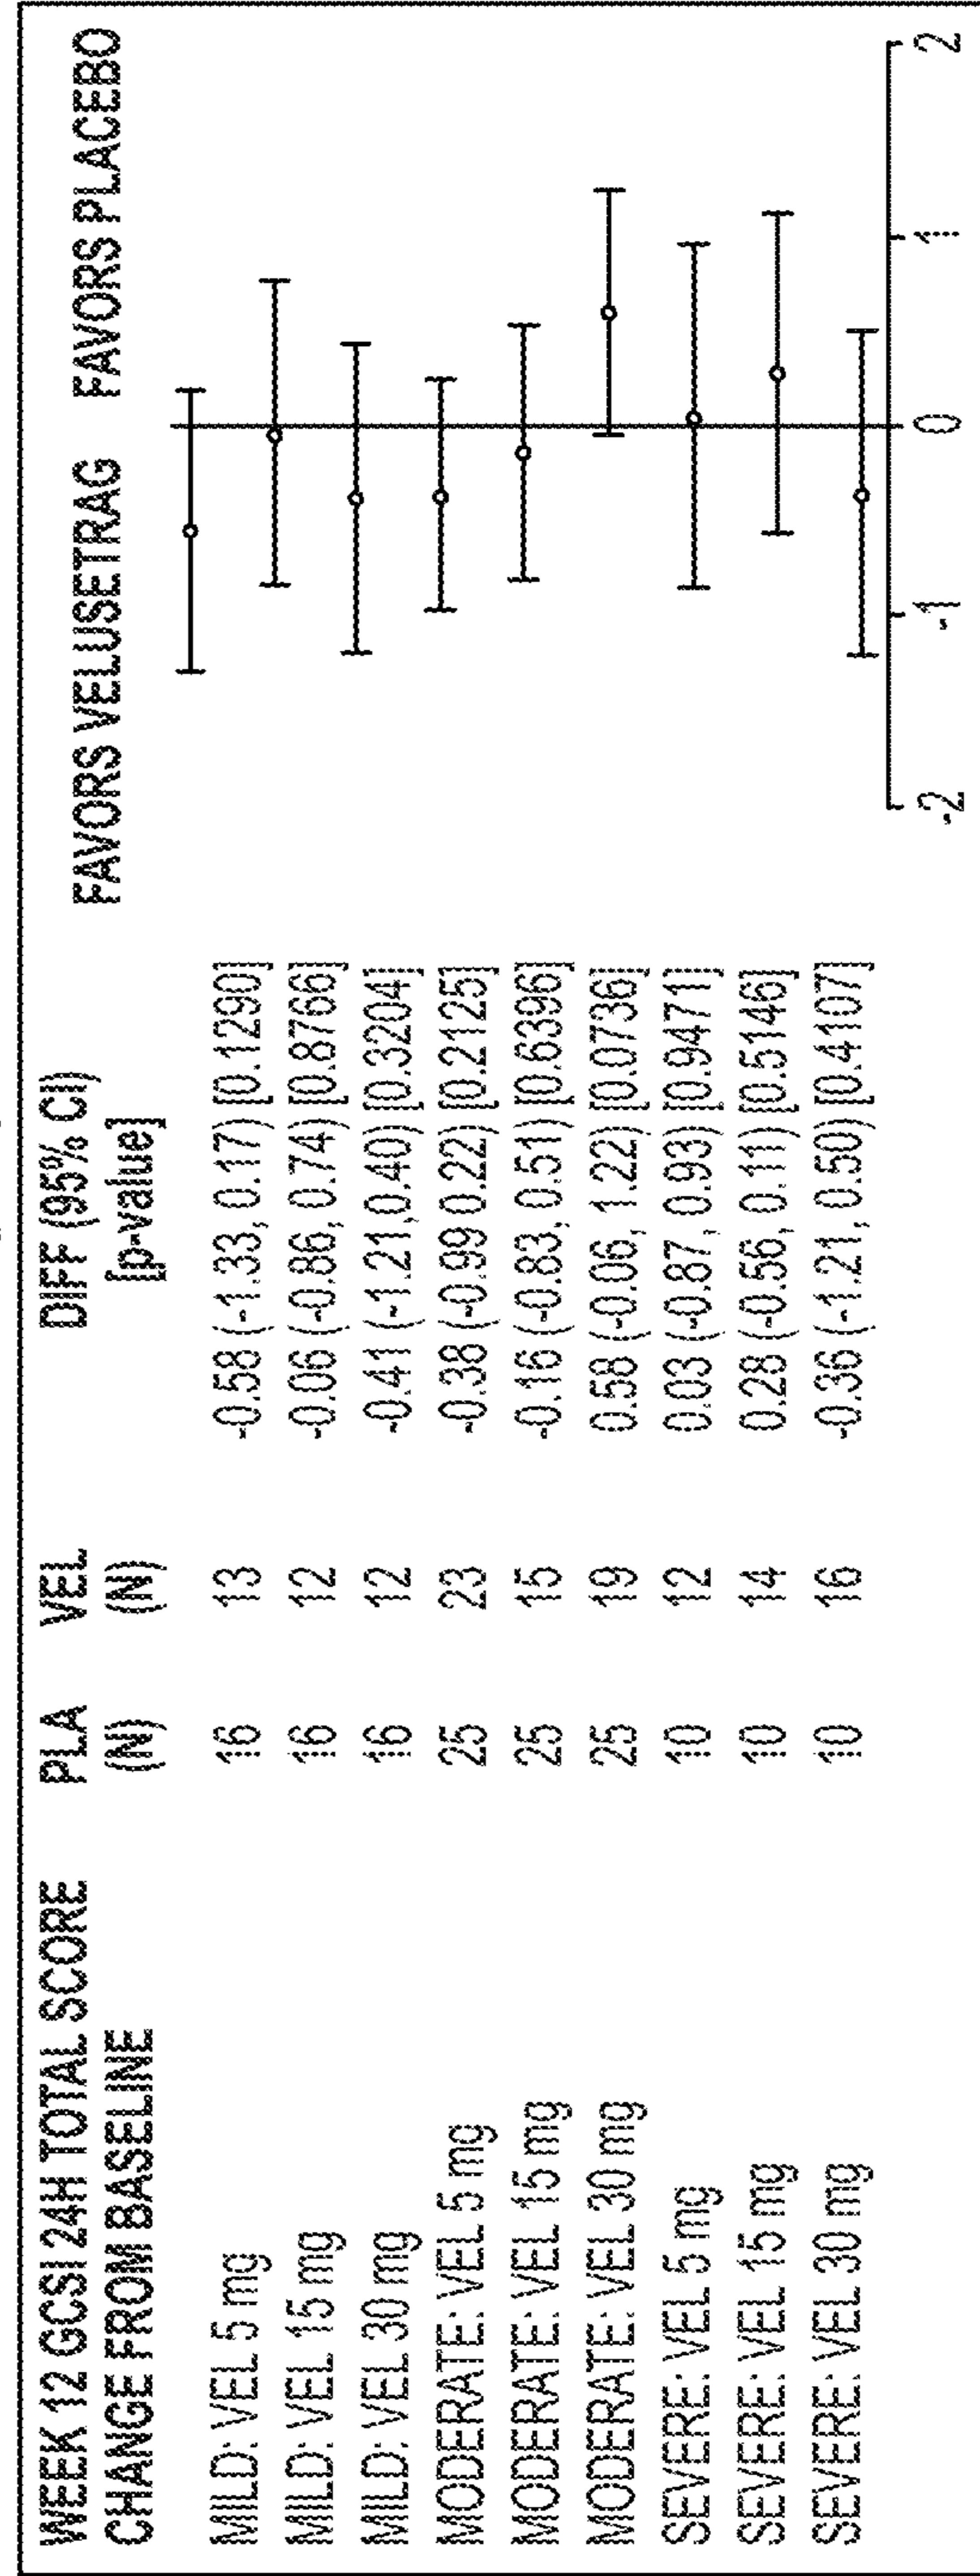 WEEK 12 GCSI 24H TOTAL SCORE PLA VEL DIFF (95% CI) FAVORS VELUSETRAG FAVORS PLACEBO
CHANGE FROM BASELINE (N) (N) [p-value]
MILD: VEL 5 mg 16 13 -0.58 (-1.33, 0.17) [0.1290]
MILD: VEL 15 mg 16 12 -0.06 (-0.86, 0.74) [0.8766]
MILD: VEL 30 mg 16 12 -0.41 (-1.21,0.40) [0.3204]
MODERATE: VEL 5 mg 25 23 -0.38 (-0.99 0.22) [0.2125]
MODERATE: VEL 15 mg 25 15 -0.16 (-0.83, 0.51) [0.6396]
MODERATE: VEL 30 mg 25 19 0.58 (-0.06, 1.22) [0.0736]
SEVERE: VEL 5 mg 10 12 0.03 (-0.87, 0.93) [0.9471]
SEVERE: VEL 15 mg 10 14 0.28 (-0.56, 0.11) [0.5146]
SEVERE: VEL 30 mg 10 16 -0.36 (-1.21, 0.50) [0.4107]
-2 -1 0 1 2